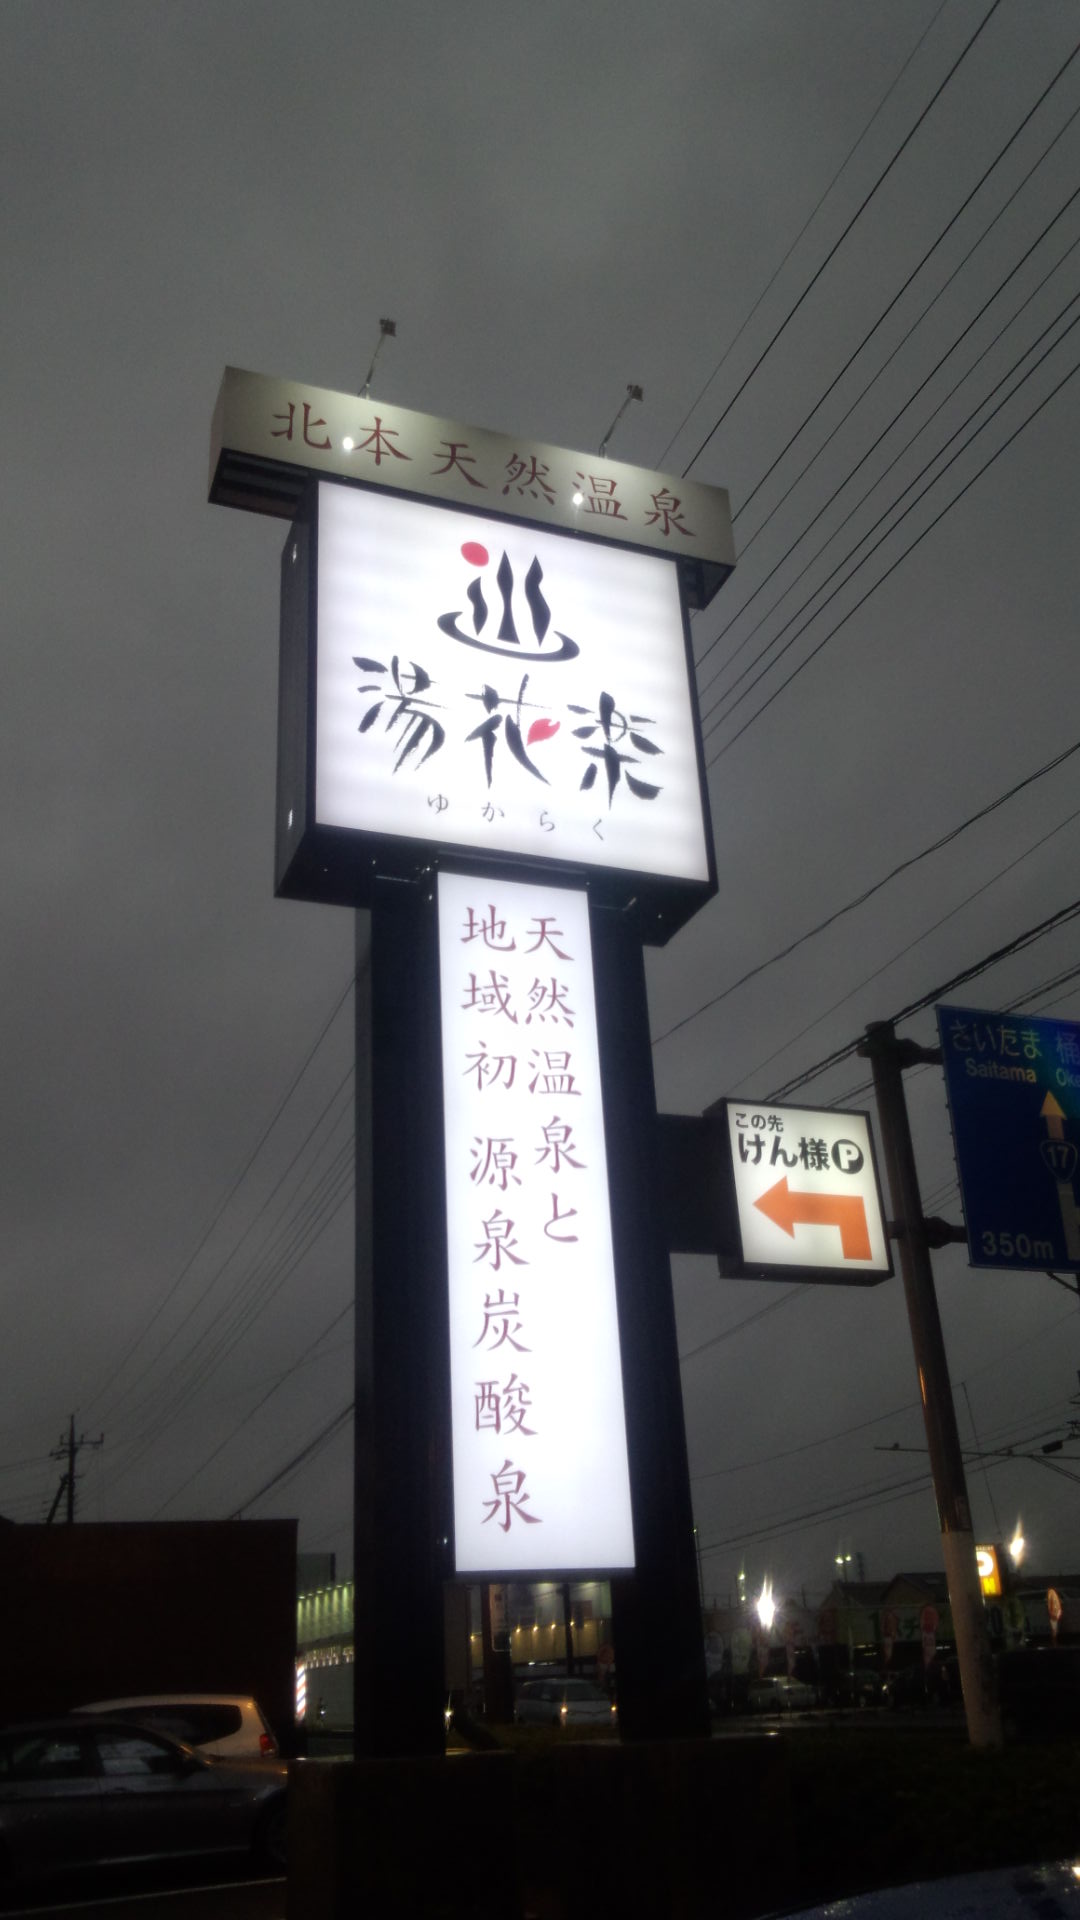 北本天然温泉
湯花楽
ゆからく
天然温泉と
地域初 源泉炭酸泉
この先
けん様P
さいたま 桶
Saitama Oke
17
350m